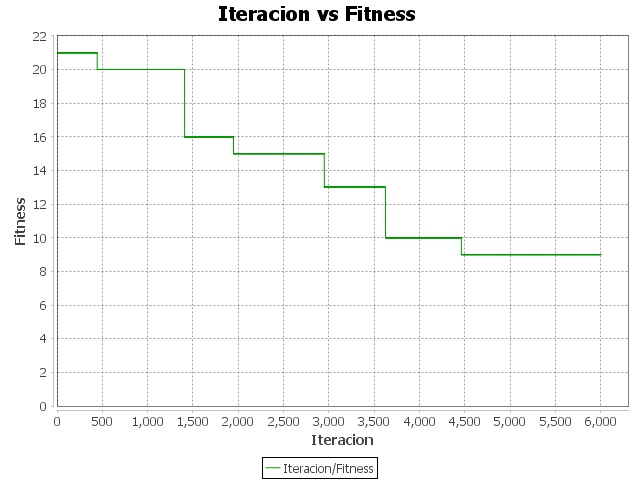 Iteracion vs Fitness
22
20
18
16
14
12
10
8
6
4
2
0
Fitness
0 500 1,000 1,500 2,000 2,500 3,000 3,500 4,000 4,500 5,000 5,500 6,000
Iteracion
Iteracion/Fitness